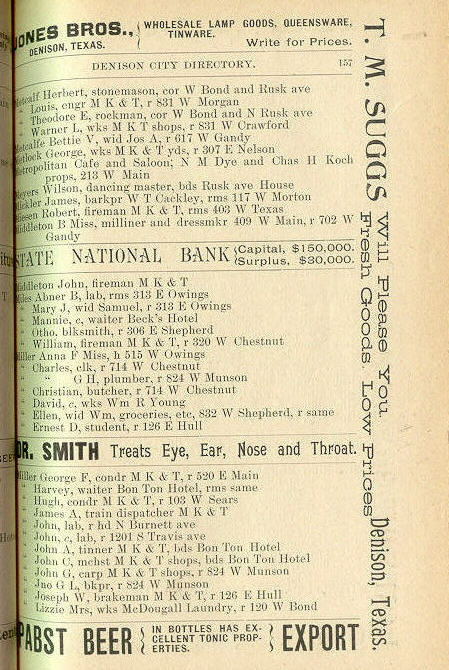 JONES BROS., { WHOLESALE LAMP GOODS, QUEENSWARE, TINWARE.
DENISON, TEXAS. Write for Prices.
DENISON CITY DIRECTORY. 157
Metcalf Herbert, stonemason, cor W Bond and Rusk ave
" Louis, engr M K & T, r 831 W Morgan
" Theodore E, rockman, cor W Bond and N Rusk ave
" Warner L, wks M K T shops, r 831 W Crawford
Metcalfe Bettie V, wid Jos A, r 617 W Gandy
Metlock George, wks M K & T yds, r 307 E Nelson
Metropolitan Cafe and Saloon; N M Dye and Chas H Koch
props, 213 W Main
Meyers Wilson, dancing master, bds Rusk ave House
Mickler James, barkpr W T Cackley, rms 117 W Morton
Robert, fireman M K & T, rms 403 W Texas
Middleton B Miss, milliner and dressmkr 409 W Main, r 702 W
Gandy
STATE NATIONAL BANK { Capital, $150,000.
Surplus, $30,000.
Middleton John, fireman M K & T
Miles Abner B, lab, rms 313 E Owings
" Mary J, wid Samuel, r 313 E Owings
" Mannie, c, waiter Beck's Hotel
" Otho, blksmith, r 306 E Shepherd
" William, fireman M K & T, r 320 W Chestnut
Miller Anna F Miss, h 515 W Owings
" Charles, clk, r 714 W Chestnut
" " G H, plumber, r 824 W Munson
" Christian, butcher, r 714 W Chestnut
" David, c, wks Wm R Young
" Ellen, wid Wm, groceries, etc, 832 W Shepherd, r same
" Ernest D, student, r 126 E Hull
DR. SMITH Treats Eye, Ear, Nose and Throat.
Miller George F, condr M K & T, r 520 E Main
" Harvey, waiter Bon Ton Hotel, rms same
" Hugh, condr M K & T, r 103 W Sears
" James A, train dispatcher M K & T
" John, lab, r hd N Burnett ave
" John, c, lab, r 1201 S Travis ave
" John A, tinner M K & T, bds Bon Ton Hotel
" John C, mchst M K & T shops, bds Bon Ton Hotel
" John G, carp M K & T shops, r 824 W Munson
" Jno G L, bkpr, r 824 W Munson
" Joseph W, brakeman M K & T, r 126 E Hull
" Lizzie Mrs, wks McDougall Laundry, r 120 W Bond
PABST BEER { IN BOTTLES HAS EX-
CELLENT TONIC PROP-
ERTIES. } EXPORT
T. M. SUGGS Will Please You. Denison, Texas.
Fresh Goods. Low Prices